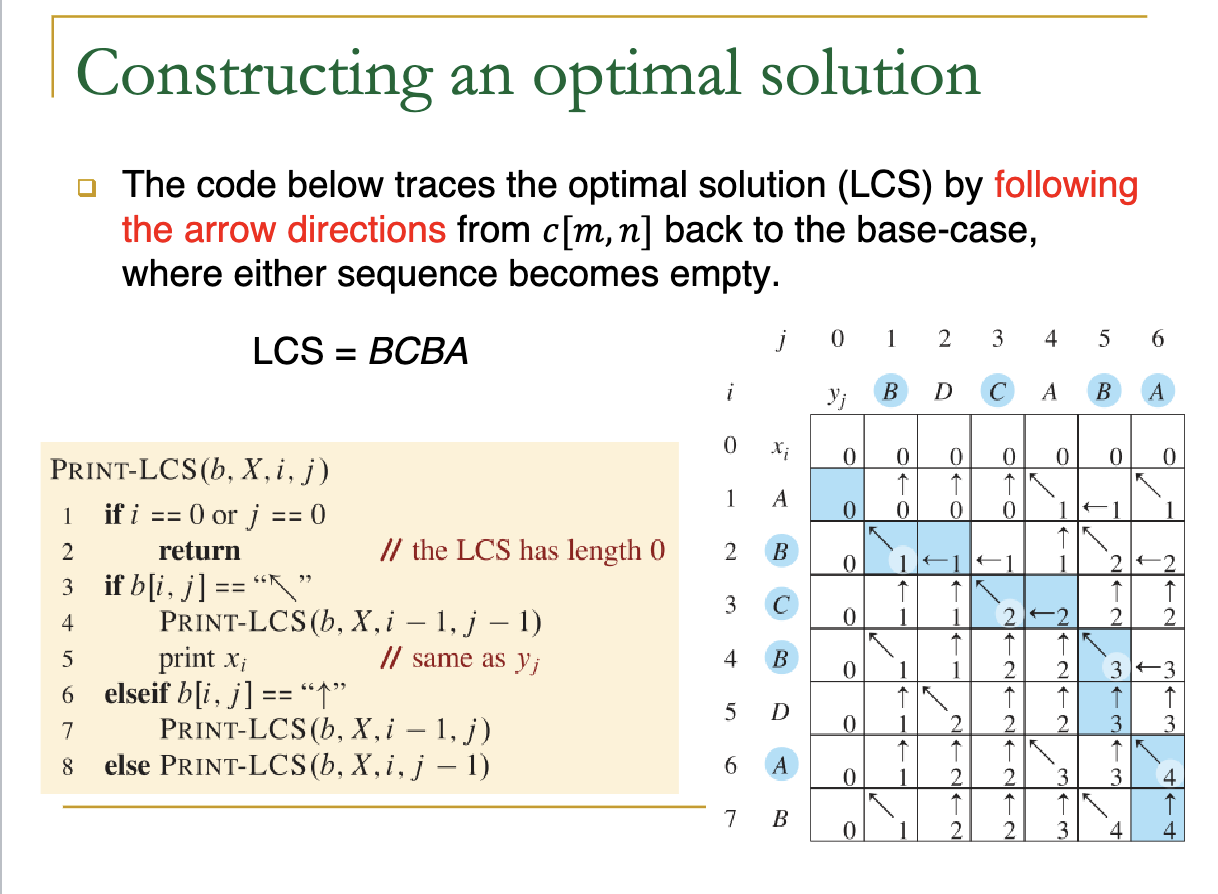 Constructing an optimal solution
❑ The code below traces the optimal solution (LCS) by following
the arrow directions from c[m, n] back to the base-case,
where either sequence becomes empty.
LCS = BCBA
PRINT-LCS(b, X, i, j)
1 if i == 0 or j == 0
2 return // the LCS has length 0
3 if b[i, j] == “↖”
4 PRINT-LCS(b, X, i − 1, j − 1)
5 print xᵢ // same as yⱼ
6 elseif b[i, j] == “↑”
7 PRINT-LCS(b, X, i − 1, j)
8 else PRINT-LCS(b, X, i, j − 1)
j 0 1 2 3 4 5 6
i yⱼ B D C A B A
0 xᵢ 0 0 0 0 0 0 0
1 A 0 ↑0 ↑0 ↑0 ↖1 ←1 ↖1
2 B 0 ↖1 ←1 ←1 ↑1 ↖2 ←2
3 C 0 ↑1 ↑1 ↖2 ←2 ↑2 ↑2
4 B 0 ↖1 ↑1 ↑2 ↑2 ↖3 ←3
5 D 0 ↑1 ↖2 ↑2 ↑2 ↑3 ↑3
6 A 0 ↑1 ↑2 ↑2 ↖3 ↑3 ↖4
7 B 0 ↖1 ↑2 ↑2 ↑3 ↖4 ↑4